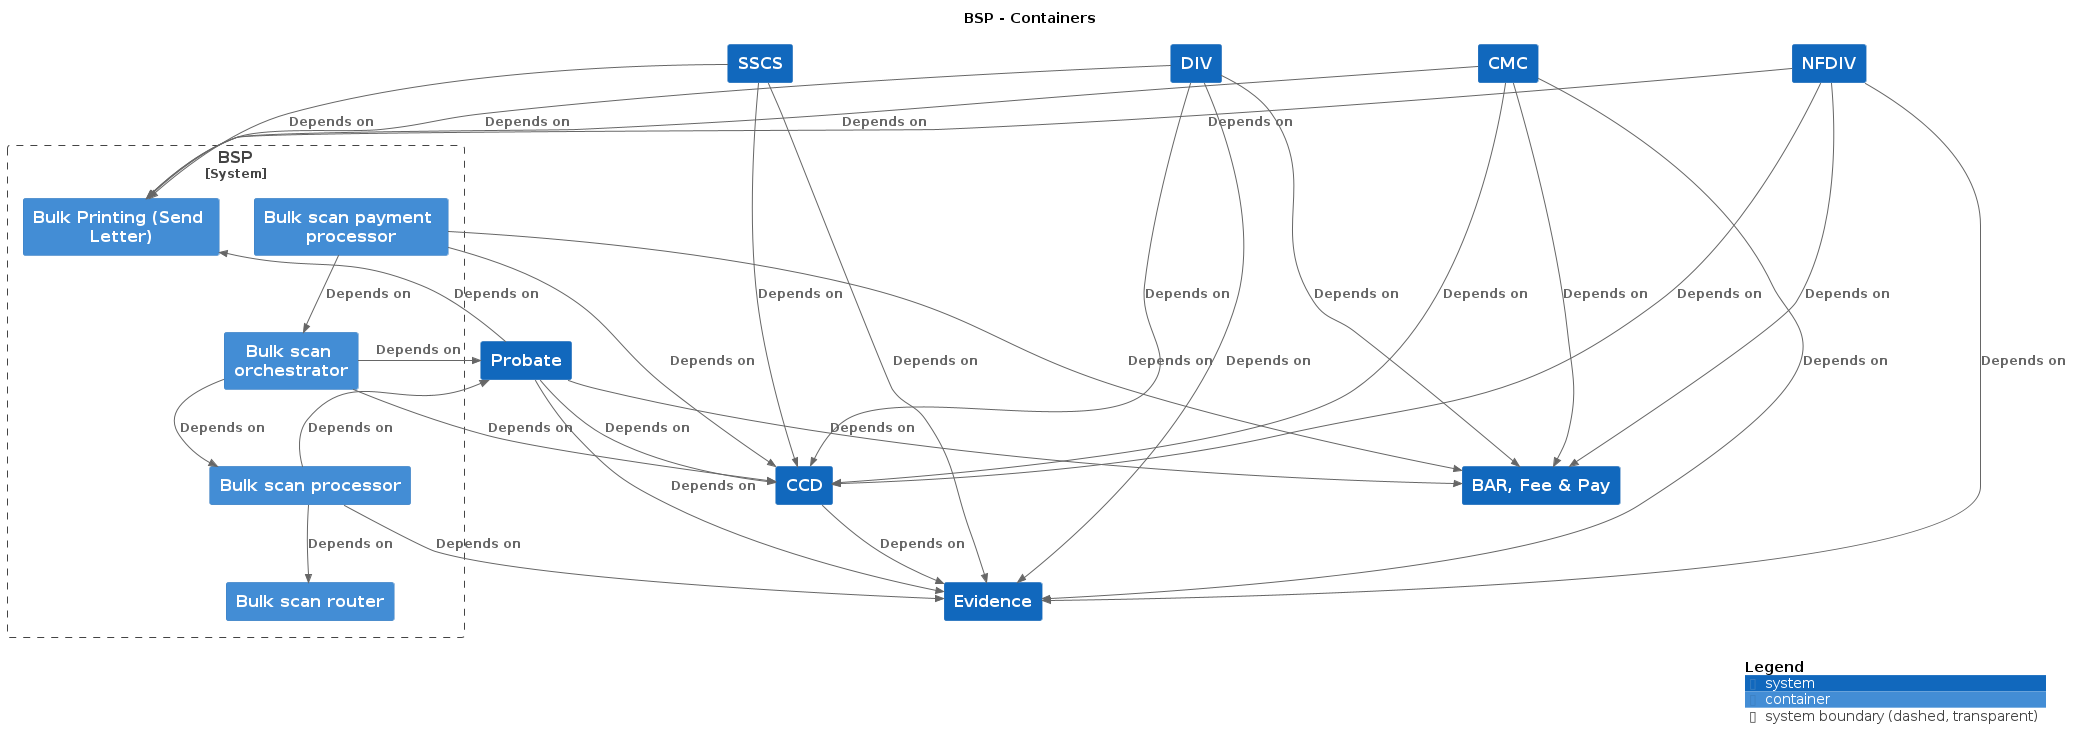 BSP - Containers
SSCS
DIV
CMC
NFDIV
Depends on
Depends on
Depends on
Depends on
BSP
[System]
Bulk Printing (Send
Letter)
Bulk scan payment
processor
Depends on
Depends on
Depends on
Depends on
Depends on
Depends on
Depends on
Depends on
Depends on
Bulk scan
orchestrator
Depends on
Probate
Depends on
Depends on
Depends on
Depends on
Depends on
Depends on
Depends on
Depends on
Depends on
Depends on
Depends on
Bulk scan processor
Depends on
CCD
BAR, Fee & Pay
Depends on
Depends on
Depends on
Bulk scan router
Evidence
Legend
system
container
system boundary (dashed, transparent)